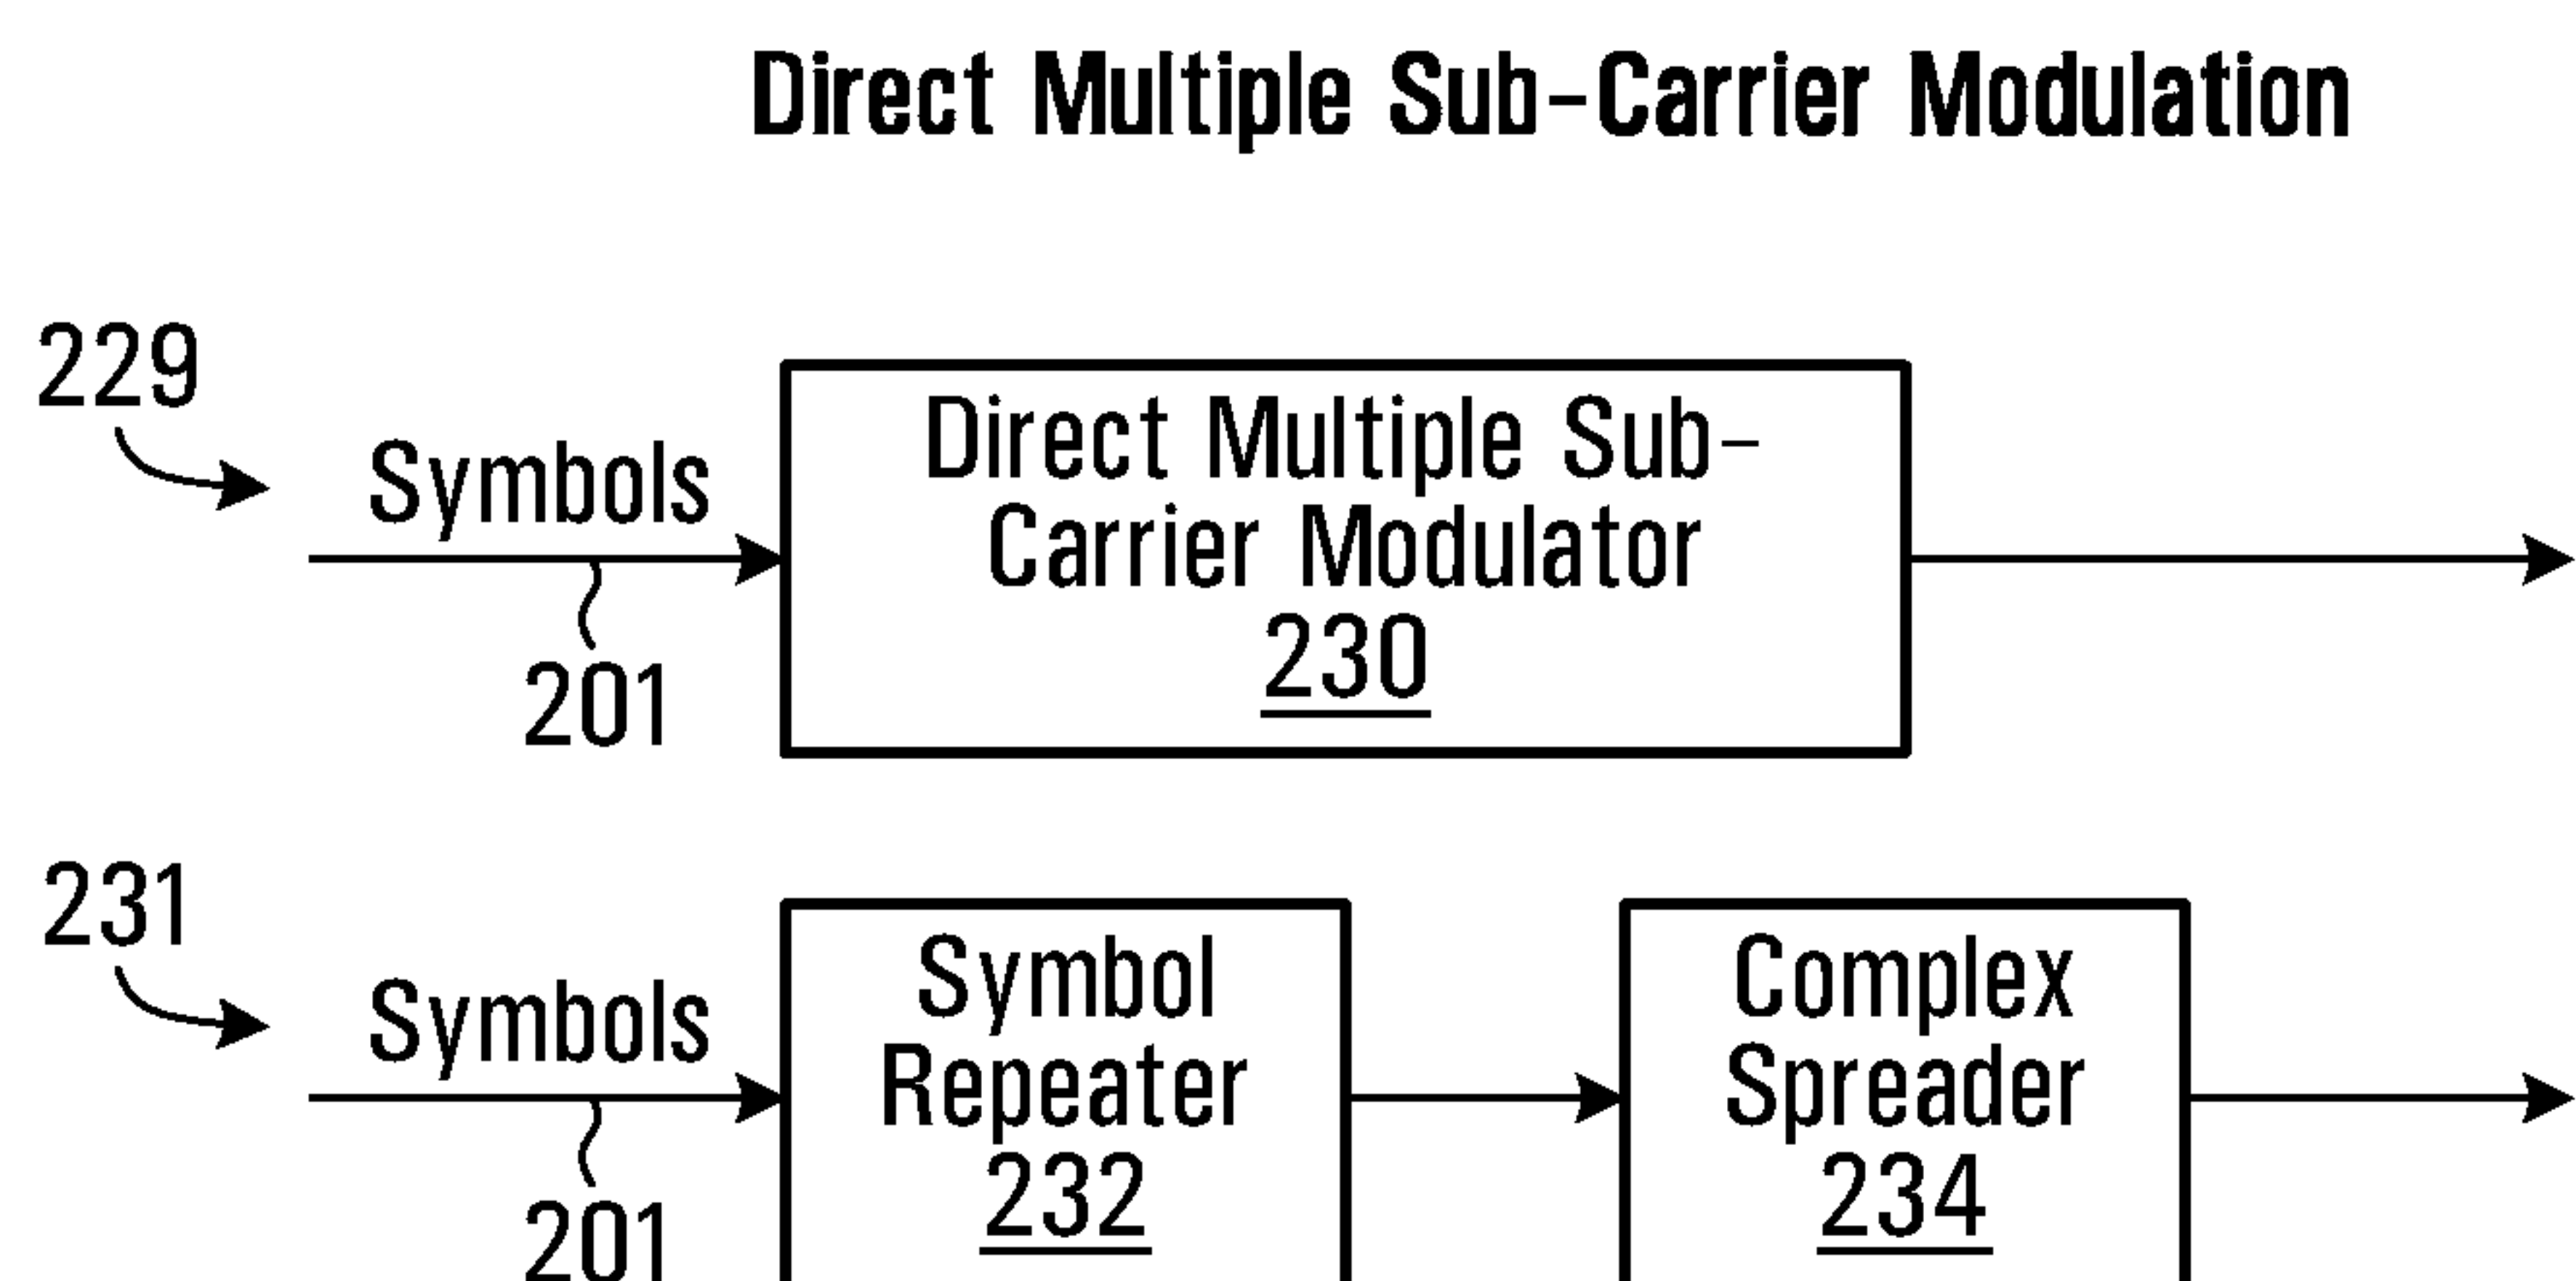 Direct Multiple Sub-Carrier Modulation
229
Symbols
201
Direct Multiple Sub-
Carrier Modulator
230
231
Symbols
201
Symbol
Repeater
232
Complex
Spreader
234